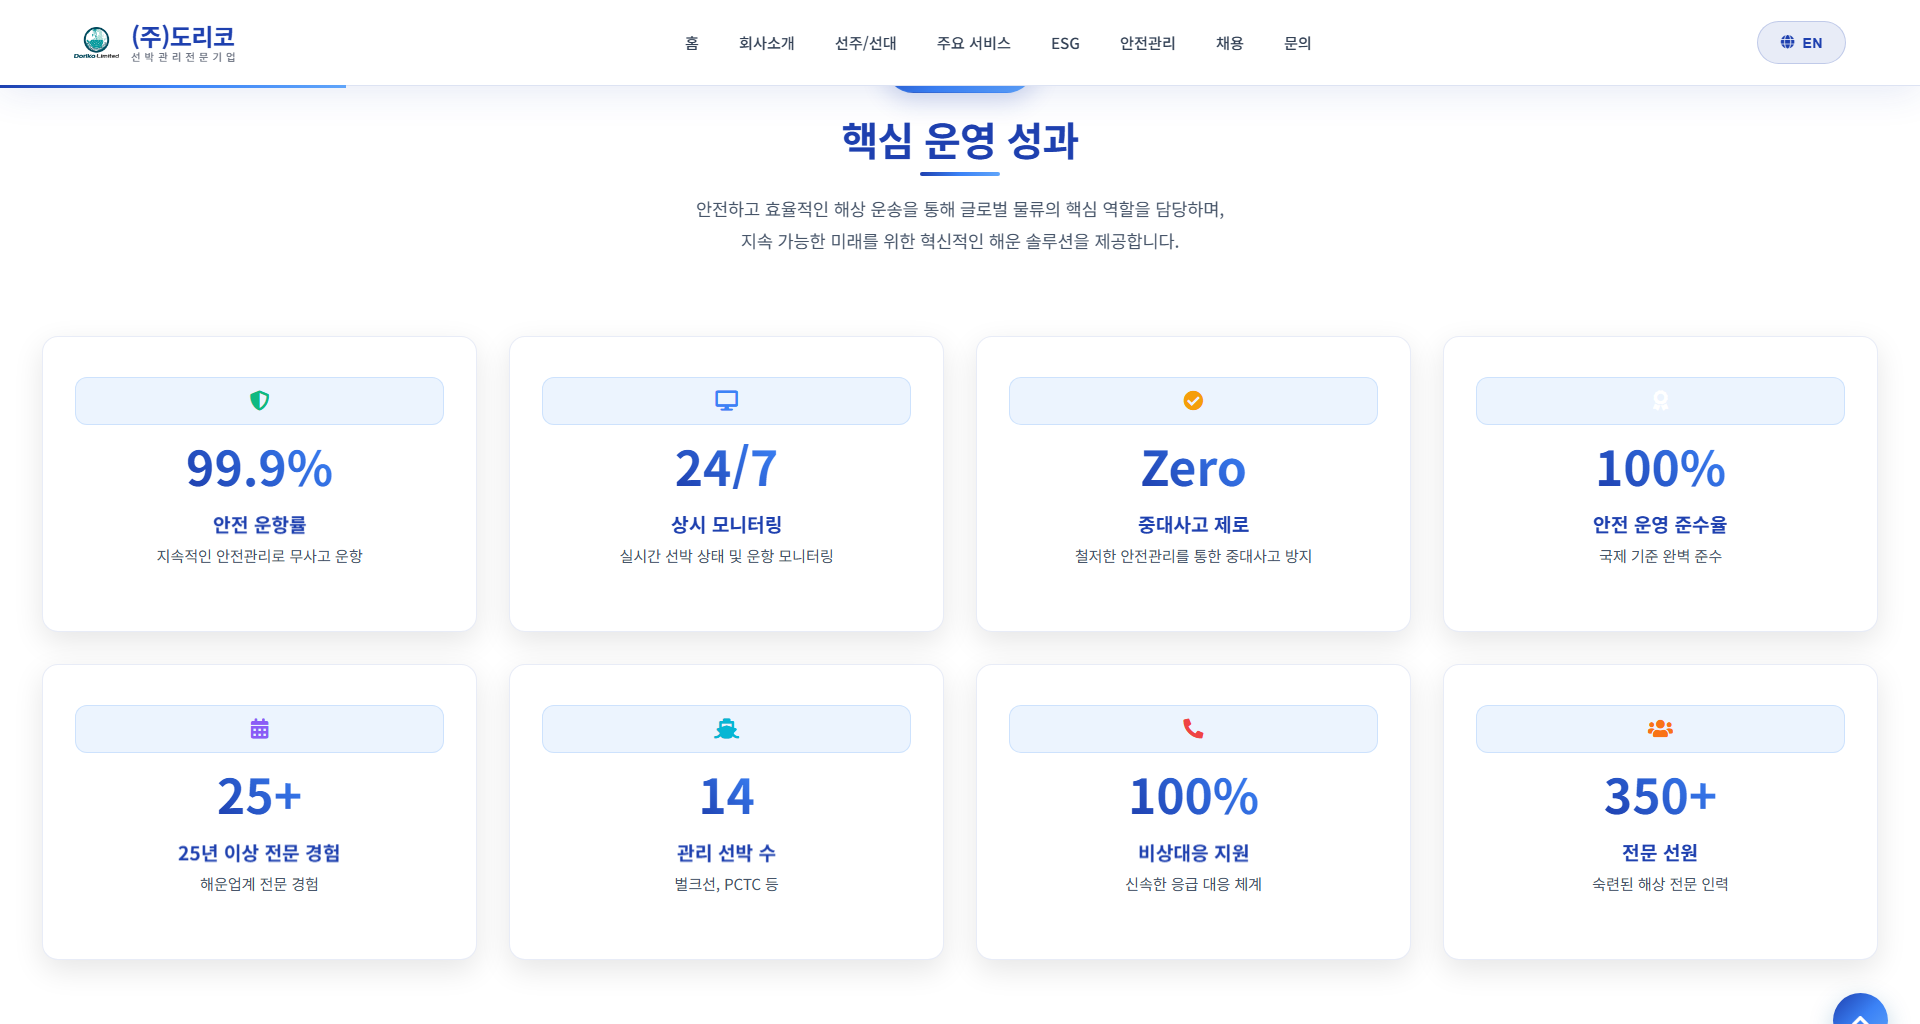 Doriko Limited
(주)도리코
선박관리전문기업
홈
회사소개
선주/선대
주요 서비스
ESG
안전관리
채용
문의
EN
핵심 운영 성과
안전하고 효율적인 해상 운송을 통해 글로벌 물류의 핵심 역할을 담당하며,
지속 가능한 미래를 위한 혁신적인 해운 솔루션을 제공합니다.
99.9%
안전 운항률
지속적인 안전관리로 무사고 운항
24/7
상시 모니터링
실시간 선박 상태 및 운항 모니터링
Zero
중대사고 제로
철저한 안전관리를 통한 중대사고 방지
100%
안전 운영 준수율
국제 기준 완벽 준수
25+
25년 이상 전문 경험
해운업계 전문 경험
14
관리 선박 수
벌크선, PCTC 등
100%
비상대응 지원
신속한 응급 대응 체계
350+
전문 선원
숙련된 해상 전문 인력